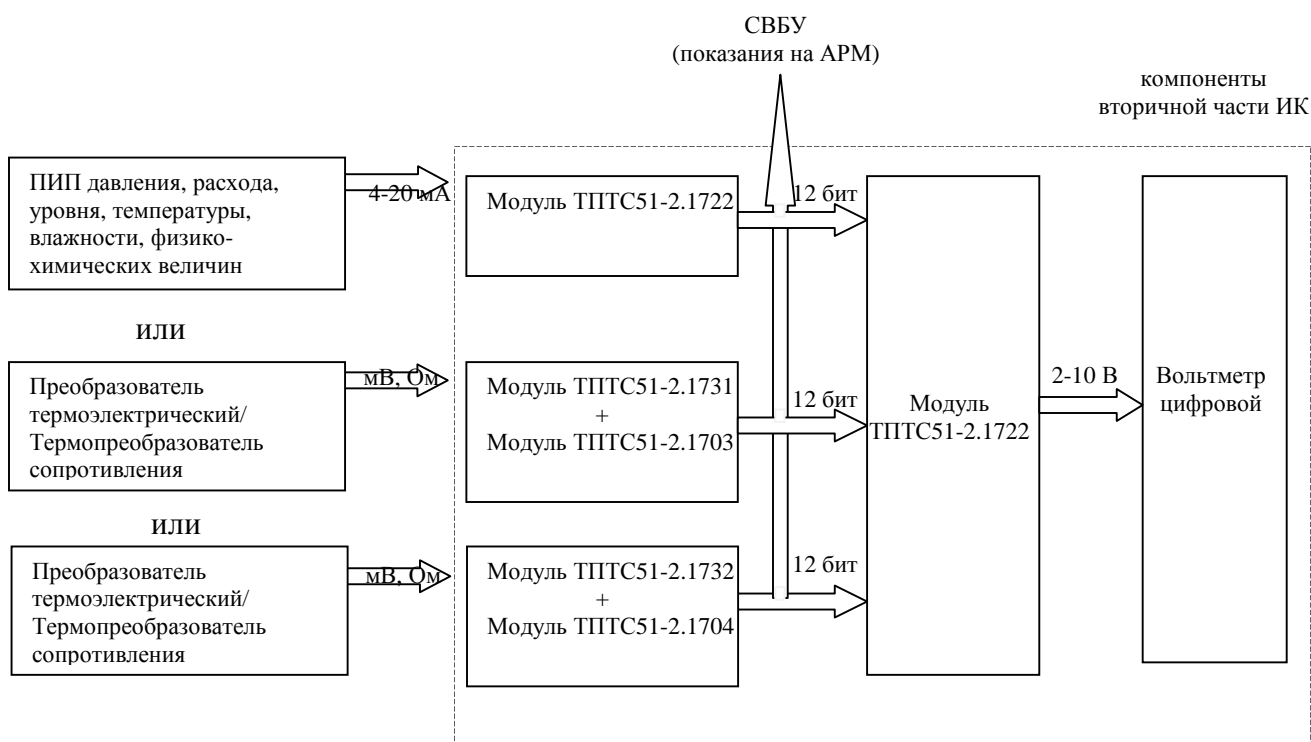 СВБУ
(показания на АРМ)
компоненты
вторичной части ИК
ПИП давления, расхода,
уровня, температуры,
влажности, физико-
химических величин
4-20 мА
Модуль ТПТС51-2.1722
12 бит
или
Преобразователь
термоэлектрический/
Термопреобразователь
сопротивления
мВ, Ом
Модуль ТПТС51-2.1731
+
Модуль ТПТС51-2.1703
12 бит
Модуль
ТПТС51-2.1722
2-10 В
Вольтметр
цифровой
или
Преобразователь
термоэлектрический/
Термопреобразователь
сопротивления
мВ, Ом
Модуль ТПТС51-2.1732
+
Модуль ТПТС51-2.1704
12 бит